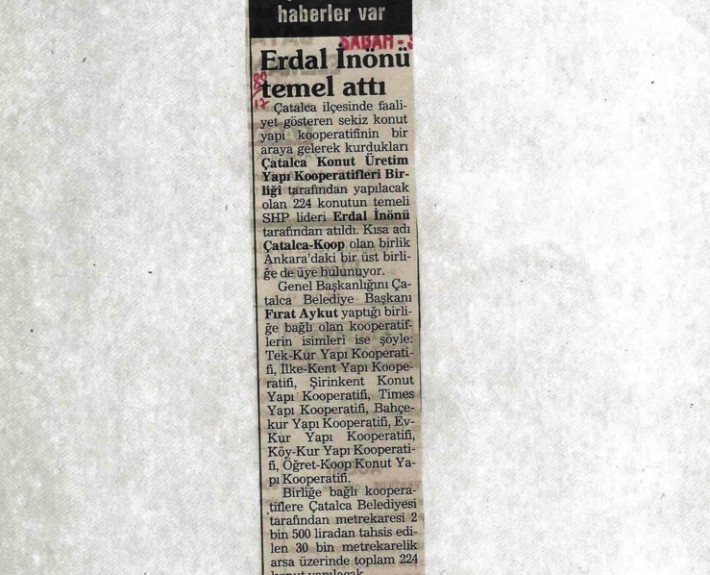 haberler var
SABAH -
Erdal İnönü
temel attı
Çatalca ilçesinde faali-
yet gösteren sekiz konut
yapı kooperatifinin bir
araya gelerek kurdukları
Çatalca Konut Üretim
Yapı Kooperatifleri Bir-
liği tarafından yapılacak
olan 224 konutun temeli
SHP lideri Erdal İnönü
tarafından atıldı. Kısa adı
Çatalca-Koop olan birlik
Ankara'daki bir üst birli-
ğe de üye bulunuyor.
Genel Başkanlığını Ça-
talca Belediye Başkanı
Fırat Aykut yaptığı birli-
ğe bağlı olan kooperatif-
lerin isimleri ise şöyle:
Tek-Kur Yapı Kooperati-
fi, İlke-Kent Yapı Koope-
ratifi, Şirinkent Konut
Yapı Kooperatifi, Times
Yapı Kooperatifi, Bahçe-
kur Yapı Kooperatifi, Ev-
Kur Yapı Kooperatifi,
Köy-Kur Yapı Kooperati-
fi, Öğret-Koop Konut Ya-
pı Kooperatifi.
Birliğe bağlı koopera-
tiflere Çatalca Belediyesi
tarafından metrekaresi 2
bin 500 liradan tahsis edi-
len 30 bin metrekarelik
arsa üzerinde toplam 224
konut yapılacak